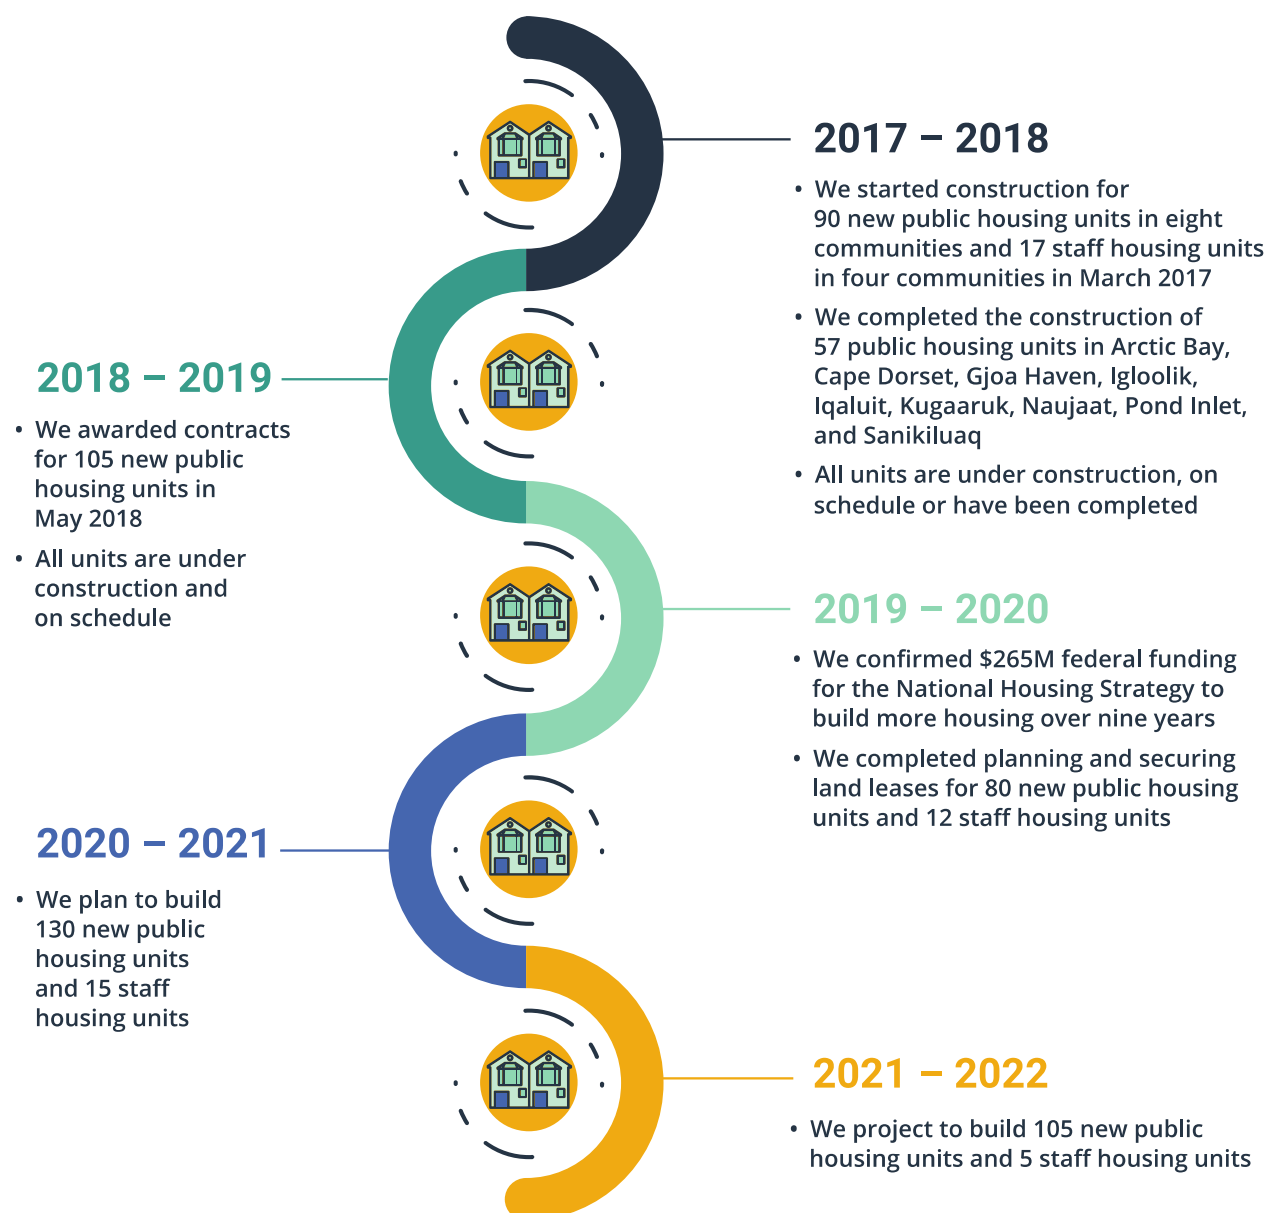 2017 – 2018
• We started construction for
90 new public housing units in eight
communities and 17 staff housing units
in four communities in March 2017
• We completed the construction of
57 public housing units in Arctic Bay,
Cape Dorset, Gjoa Haven, Igloolik,
Iqaluit, Kugaaruk, Naujaat, Pond Inlet,
and Sanikiluaq
• All units are under construction, on
schedule or have been completed
2018 – 2019
• We awarded contracts
for 105 new public
housing units in
May 2018
• All units are under
construction and
on schedule
2019 – 2020
• We confirmed $265M federal funding
for the National Housing Strategy to
build more housing over nine years
• We completed planning and securing
land leases for 80 new public housing
units and 12 staff housing units
2020 – 2021
• We plan to build
130 new public
housing units
and 15 staff
housing units
2021 – 2022
• We project to build 105 new public
housing units and 5 staff housing units